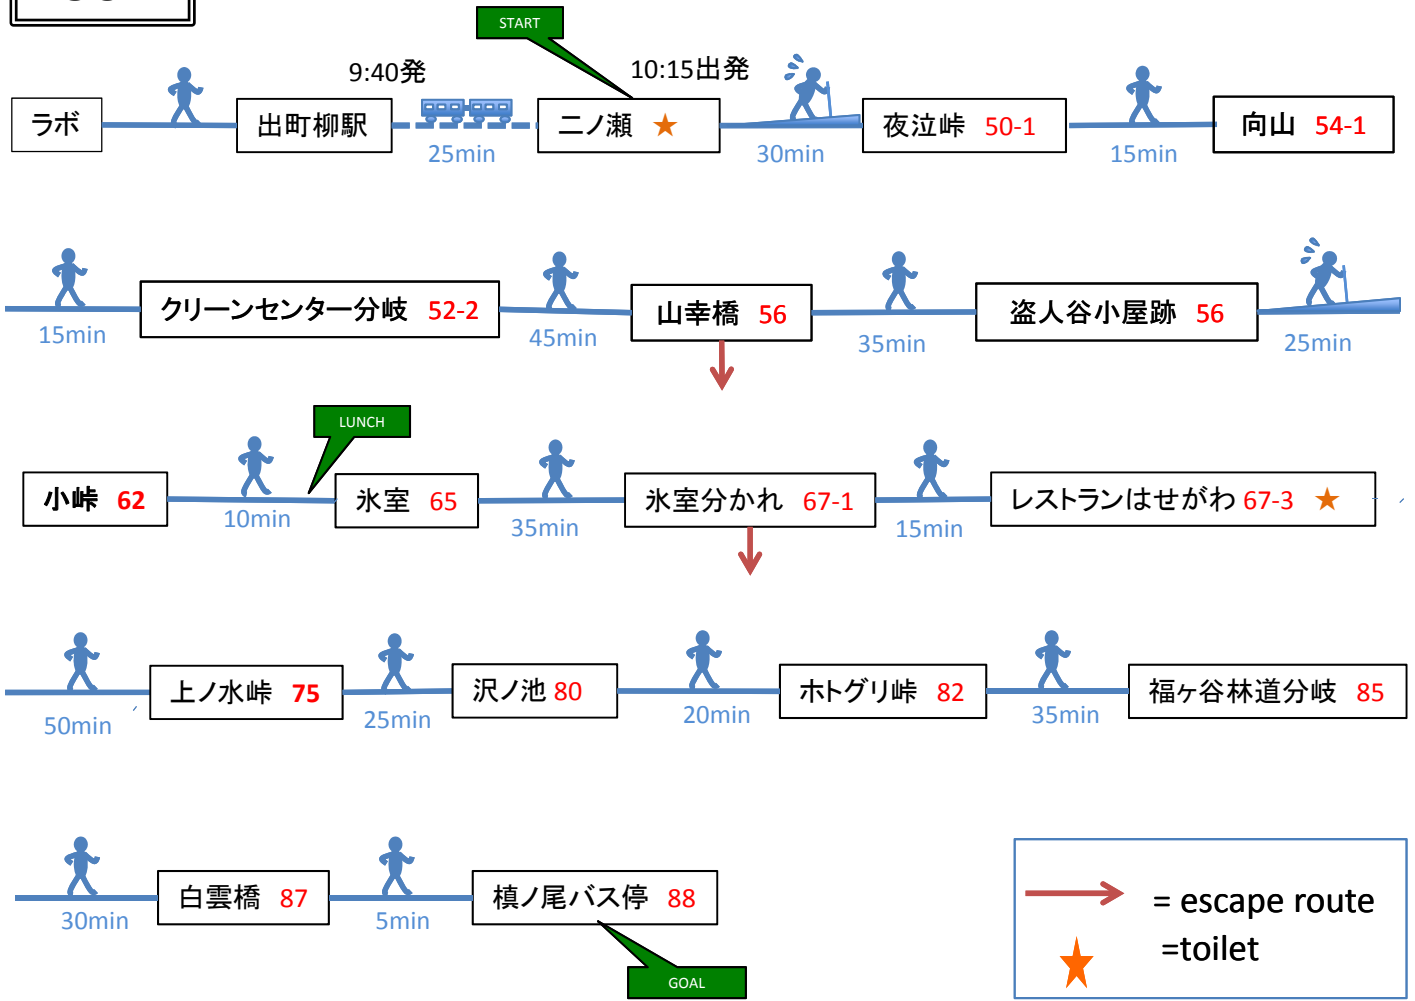 START
9:40発
10:15出発
ラボ
出町柳駅
二ノ瀬
夜泣峠 50-1
向山 54-1
25min
30min
15min
クリーンセンター分岐 52-2
山幸橋 56
盗人谷小屋跡 56
15min
45min
35min
25min
LUNCH
小峠 62
氷室 65
氷室分かれ 67-1
レストランはせがわ 67-3
10min
35min
15min
上ノ水峠 75
沢ノ池 80
ホトグリ峠 82
福ヶ谷林道分岐 85
50min
25min
20min
35min
白雲橋 87
槙ノ尾バス停 88
30min
5min
GOAL
= escape route
=toilet